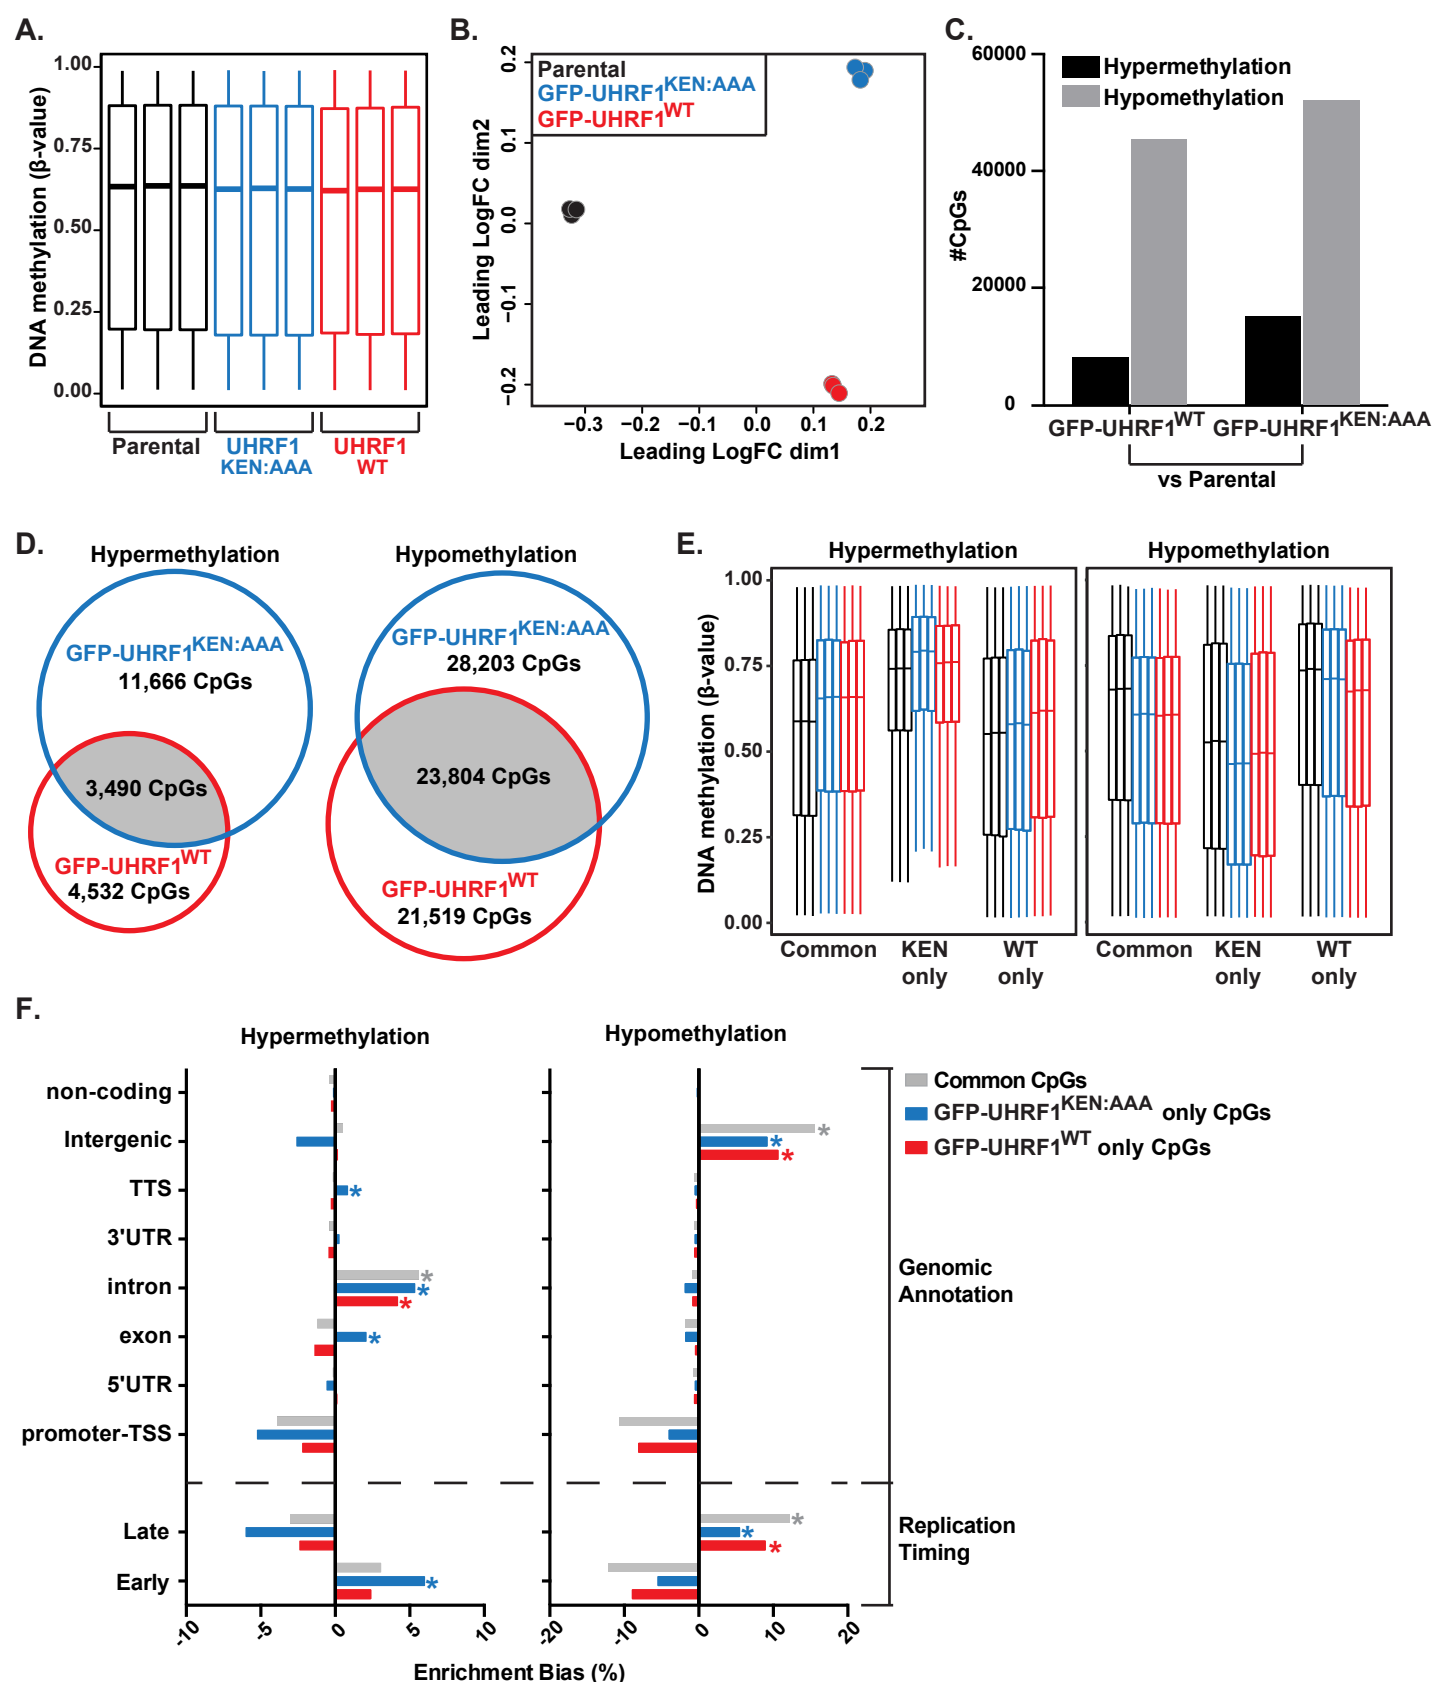 A.
1.00
0.75
0.50
0.25
0.00
DNA methylation (β-value)
Parental
UHRF1
KEN:AAA
UHRF1
WT
B.
Parental
GFP-UHRF1KEN:AAA
GFP-UHRF1WT
0.2
0.1
0.0
−0.1
−0.2
Leading LogFC dim2
−0.3 −0.2 −0.1 0.0 0.1 0.2
Leading LogFC dim1
C.
60000
40000
20000
0
#CpGs
Hypermethylation
Hypomethylation
GFP-UHRF1WT GFP-UHRF1KEN:AAA
vs Parental
D.
Hypermethylation
GFP-UHRF1KEN:AAA
11,666 CpGs
3,490 CpGs
GFP-UHRF1WT
4,532 CpGs
Hypomethylation
GFP-UHRF1KEN:AAA
28,203 CpGs
23,804 CpGs
GFP-UHRF1WT
21,519 CpGs
E.
Hypermethylation Hypomethylation
1.00
0.75
0.50
0.25
0.00
DNA methylation (β-value)
Common KEN only WT only
Common KEN only WT only
F.
Hypermethylation
Hypomethylation
non-coding
Intergenic
TTS
3'UTR
intron
exon
5'UTR
promoter-TSS
Late
Early
* * * * * * *
* * * * * *
-10 -5 0 5 10
-20 -10 0 10 20
Enrichment Bias (%)
Common CpGs
GFP-UHRF1KEN:AAA only CpGs
GFP-UHRF1WT only CpGs
Genomic
Annotation
Replication
Timing